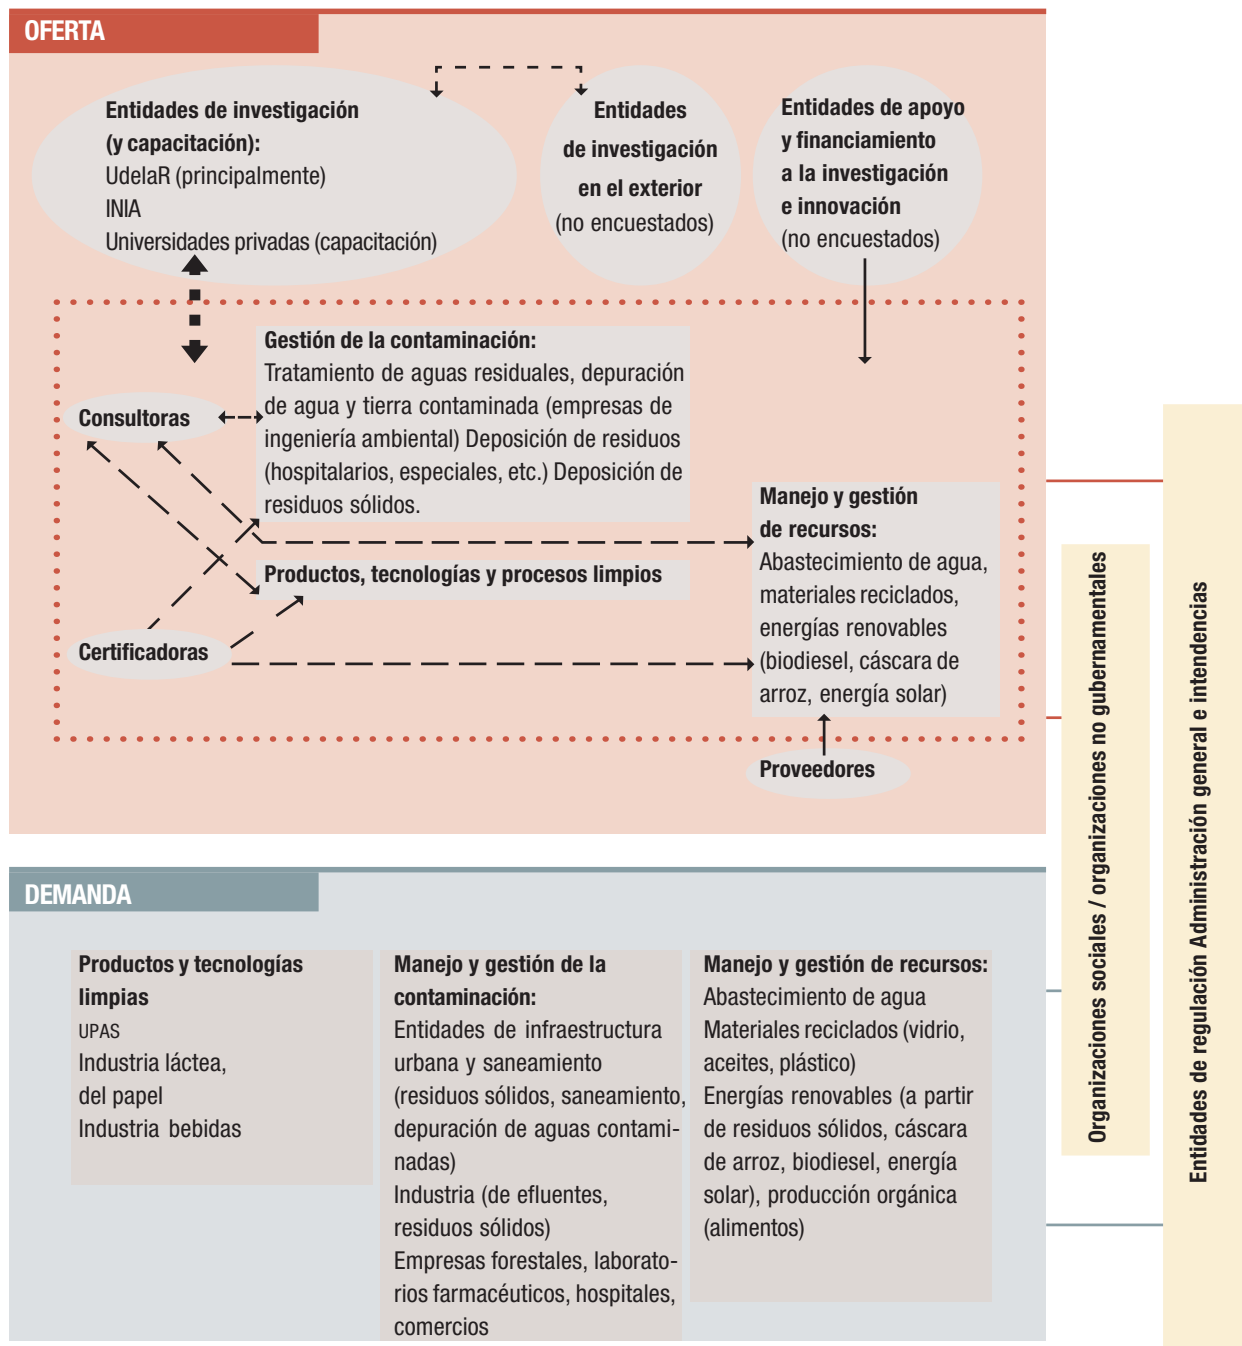 OFERTA
Entidades de investigación
(y capacitación):
UdelaR (principalmente)
INIA
Universidades privadas (capacitación)
Entidades
de investigación
en el exterior
(no encuestados)
Entidades de apoyo
y financiamiento
a la investigación
e innovación
(no encuestados)
Gestión de la contaminación:
Tratamiento de aguas residuales, depuración
de agua y tierra contaminada (empresas de
ingeniería ambiental) Deposición de residuos
(hospitalarios, especiales, etc.) Deposición de
residuos sólidos.
Consultoras
Manejo y gestión
de recursos:
Abastecimiento de agua,
materiales reciclados,
energías renovables
(biodiesel, cáscara de
arroz, energía solar)
Productos, tecnologías y procesos limpios
Certificadoras
Proveedores
DEMANDA
Productos y tecnologías
limpias
UPAS
Industria láctea,
del papel
Industria bebidas
Manejo y gestión de la
contaminación:
Entidades de infraestructura
urbana y saneamiento
(residuos sólidos, saneamiento,
depuración de aguas contami-
nadas)
Industria (de efluentes,
residuos sólidos)
Empresas forestales, laborato-
rios farmacéuticos, hospitales,
comercios
Manejo y gestión de recursos:
Abastecimiento de agua
Materiales reciclados (vidrio,
aceites, plástico)
Energías renovables (a partir
de residuos sólidos, cáscara
de arroz, biodiesel, energía
solar), producción orgánica
(alimentos)
Organizaciones sociales / organizaciones no gubernamentales
Entidades de regulación Administración general e intendencias